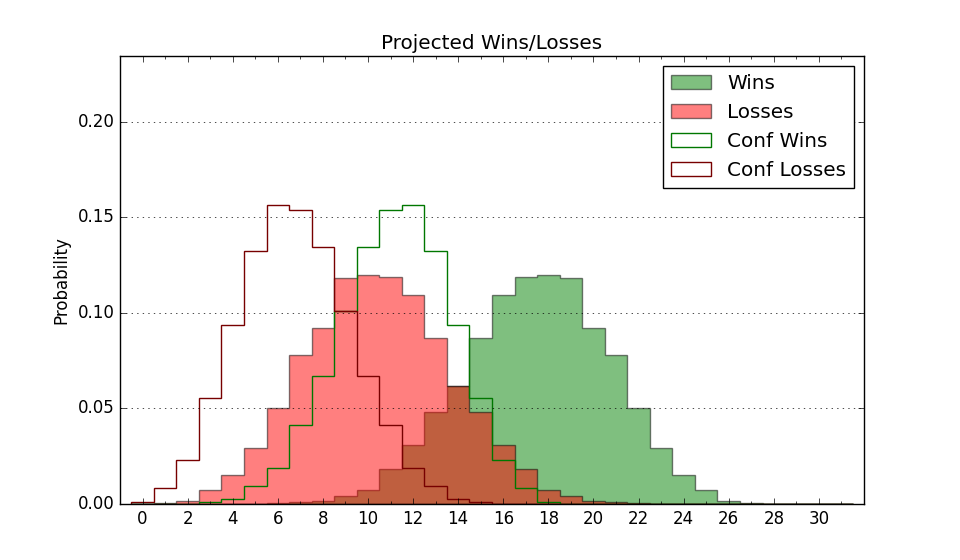 Projected Wins/Losses
Wins
Losses
Conf Wins
Conf Losses
Probability
0.20
0.15
0.10
0.05
0.00
0 2 4 6 8 10 12 14 16 18 20 22 24 26 28 30